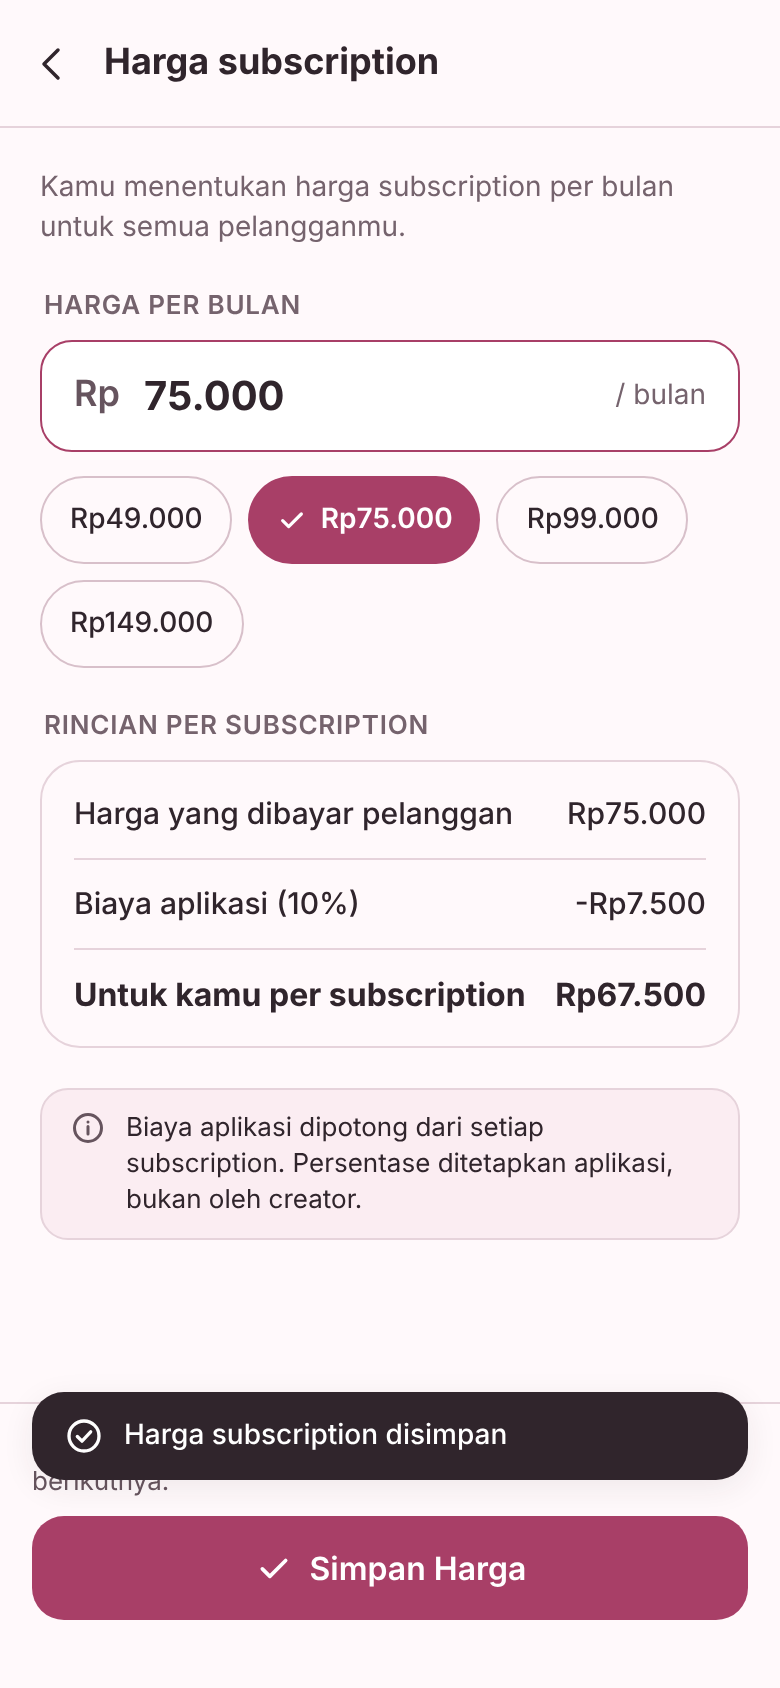 Harga subscription
Kamu menentukan harga subscription per bulan
untuk semua pelangganmu.
HARGA PER BULAN
Rp 75.000 / bulan
Rp49.000
Rp75.000
Rp99.000
Rp149.000
RINCIAN PER SUBSCRIPTION
Harga yang dibayar pelanggan Rp75.000
Biaya aplikasi (10%) -Rp7.500
Untuk kamu per subscription Rp67.500
Biaya aplikasi dipotong dari setiap
subscription. Persentase ditetapkan aplikasi,
bukan oleh creator.
Harga subscription disimpan
berikutnya.
Simpan Harga